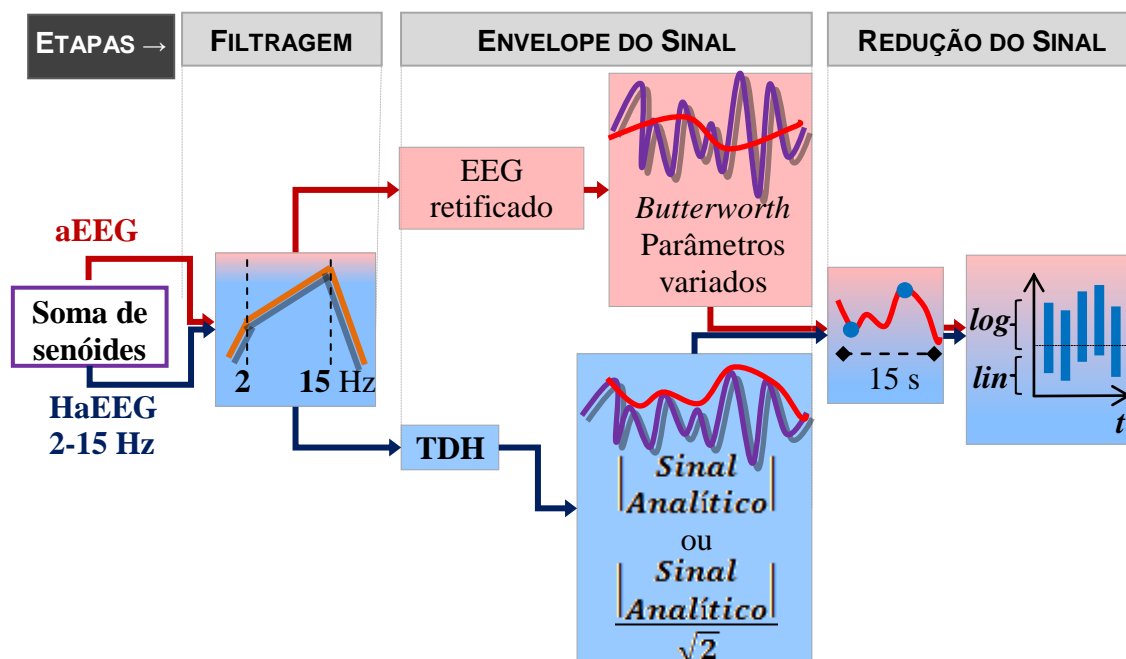 ETAPAS →
FILTRAGEM
ENVELOPE DO SINAL
REDUÇÃO DO SINAL
aEEG
Soma de
senóides
HaEEG
2-15 Hz
2 15 Hz
EEG
retificado
Butterworth
Parâmetros
variados
TDH
|Sinal
Analítico|
ou
|Sinal
Analítico|
√2
15 s
log
lin
t